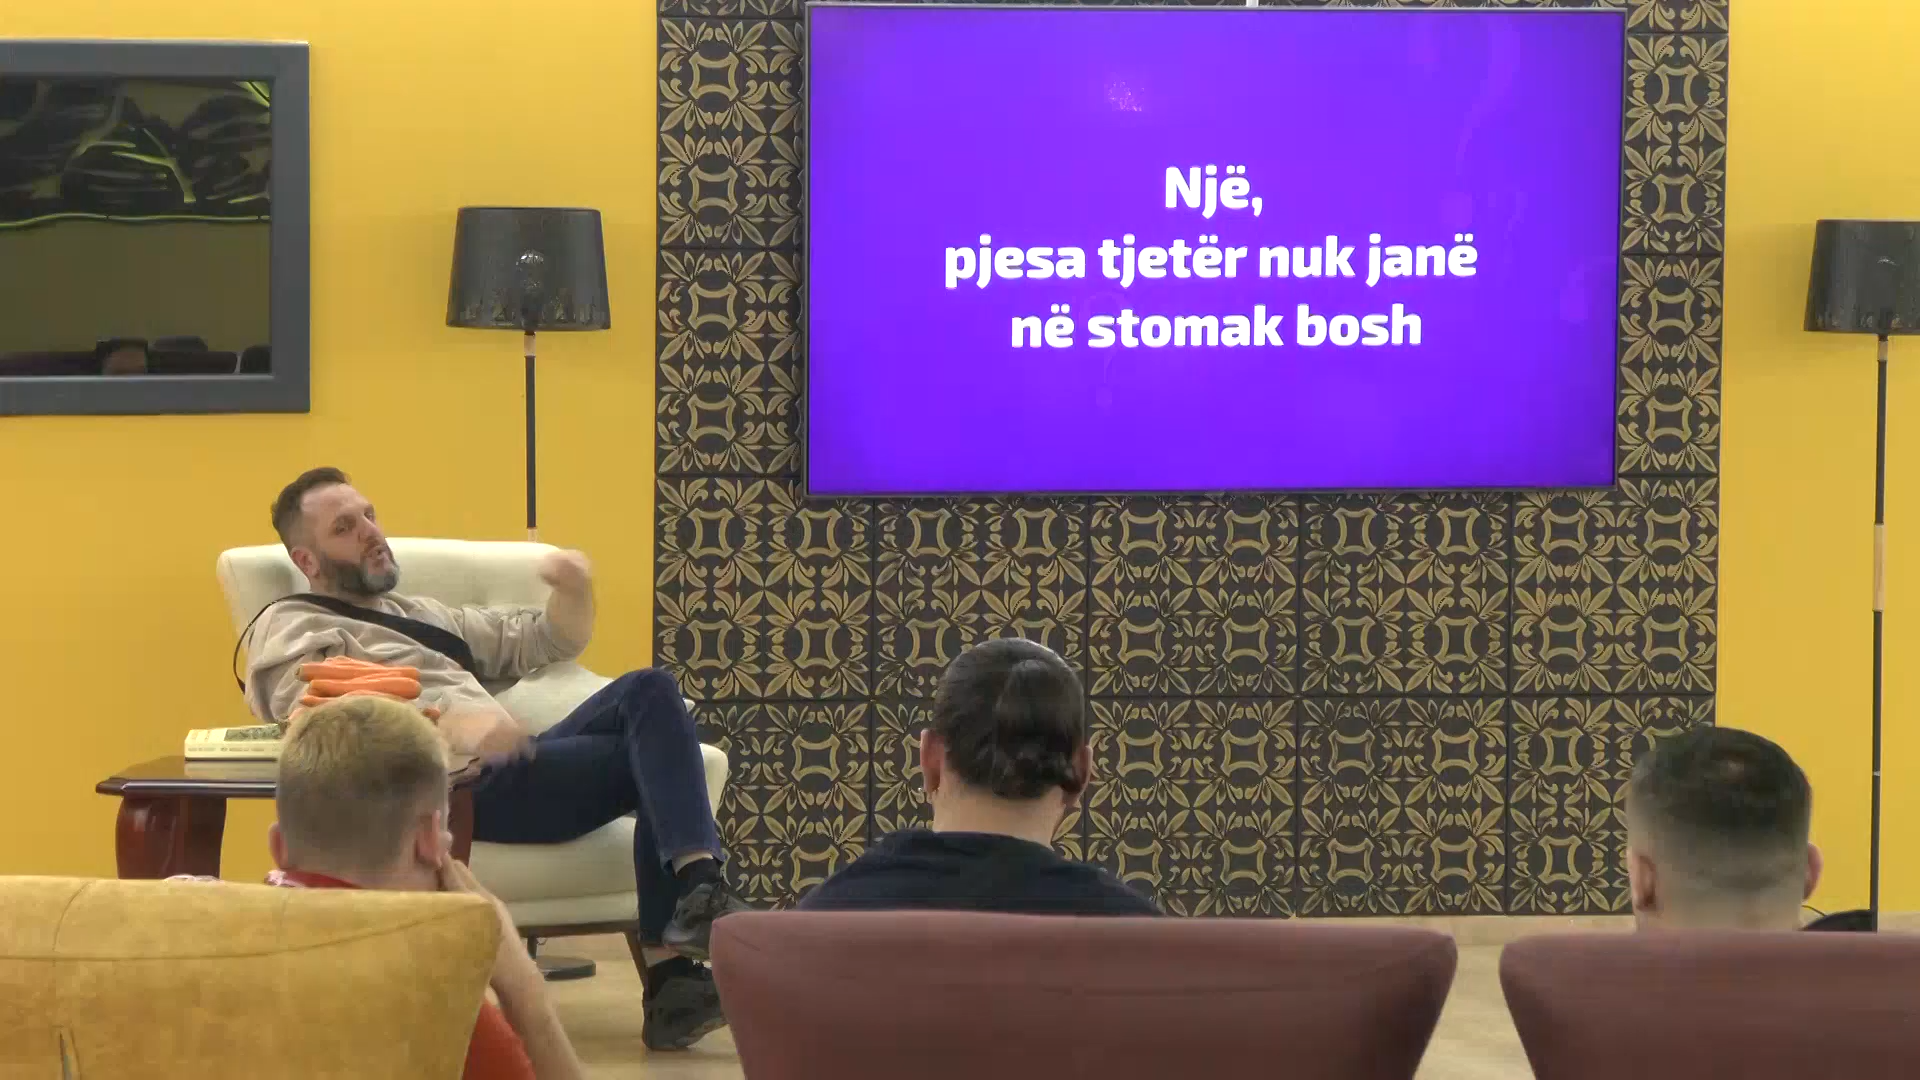 Një,
pjesa tjetër nuk janë
në stomak bosh